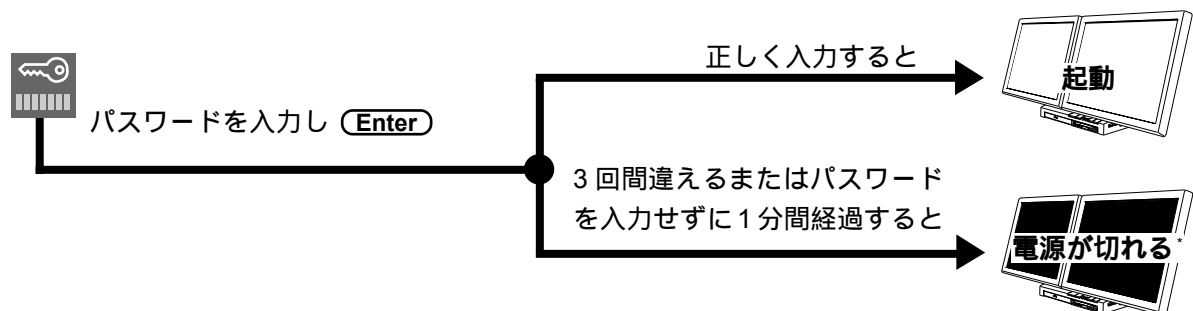 正しく入力すると
起動
パスワードを入力し Enter
3 回間違えるまたはパスワード
を入力せずに 1 分間経過すると
電源が切れる*